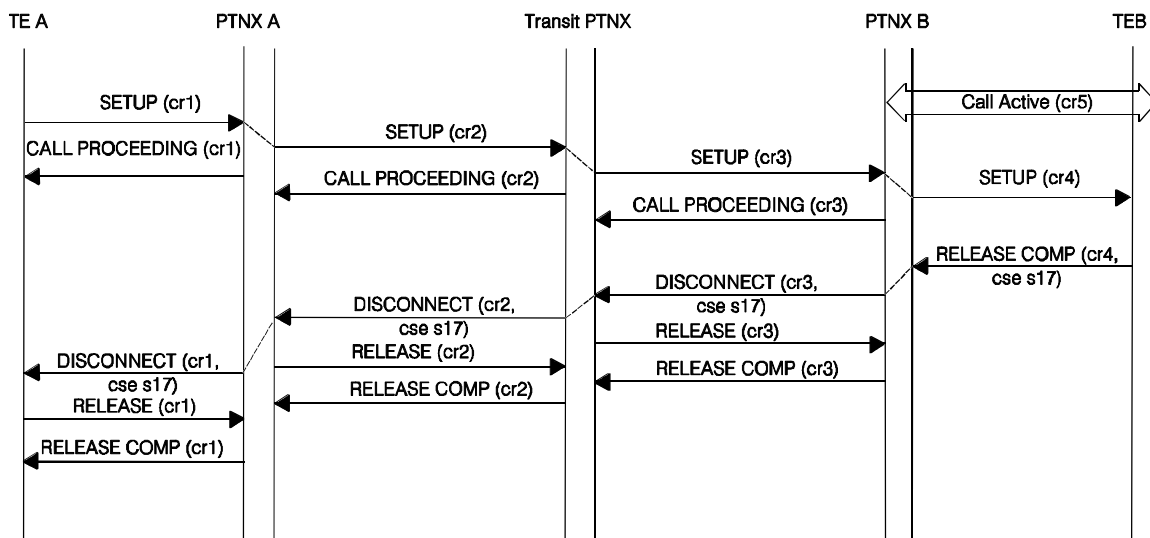 TE A PTNX A Transit PTNX PTNX B TEB
SETUP (cr1)
Call Active (cr5)
SETUP (cr2)
CALL PROCEEDING (cr1)
SETUP (cr3)
CALL PROCEEDING (cr2)
SETUP (cr4)
CALL PROCEEDING (cr3)
RELEASE COMP (cr4,
cse s17)
DISCONNECT (cr3,
cse s17)
DISCONNECT (cr2,
cse s17)
RELEASE (cr3)
RELEASE (cr2)
DISCONNECT (cr1,
cse s17)
RELEASE COMP (cr3)
RELEASE COMP (cr2)
RELEASE (cr1)
RELEASE COMP (cr1)